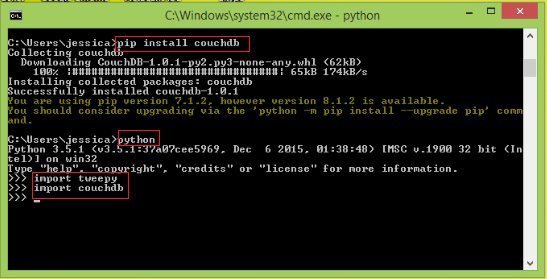 C:\Windows\system32\cmd.exe - python
C:\Users\jessica>pip install couchdb
Collecting couchdb
Downloading CouchDB-1.0.1-py2.py3-none-any.whl (62kB)
100% |################################| 65kB 174kB/s
Installing collected packages: couchdb
Successfully installed couchdb-1.0.1
You are using pip version 7.1.2, however version 8.1.2 is available.
You should consider upgrading via the 'python -m pip install --upgrade pip' comm
and.
C:\Users\jessica>python
Python 3.5.1 (v3.5.1:37a07cee5969, Dec  6 2015, 01:38:48) [MSC v.1900 32 bit (In
tel)] on win32
Type "help", "copyright", "credits" or "license" for more information.
>>> import tweepy
>>> import couchdb
>>>